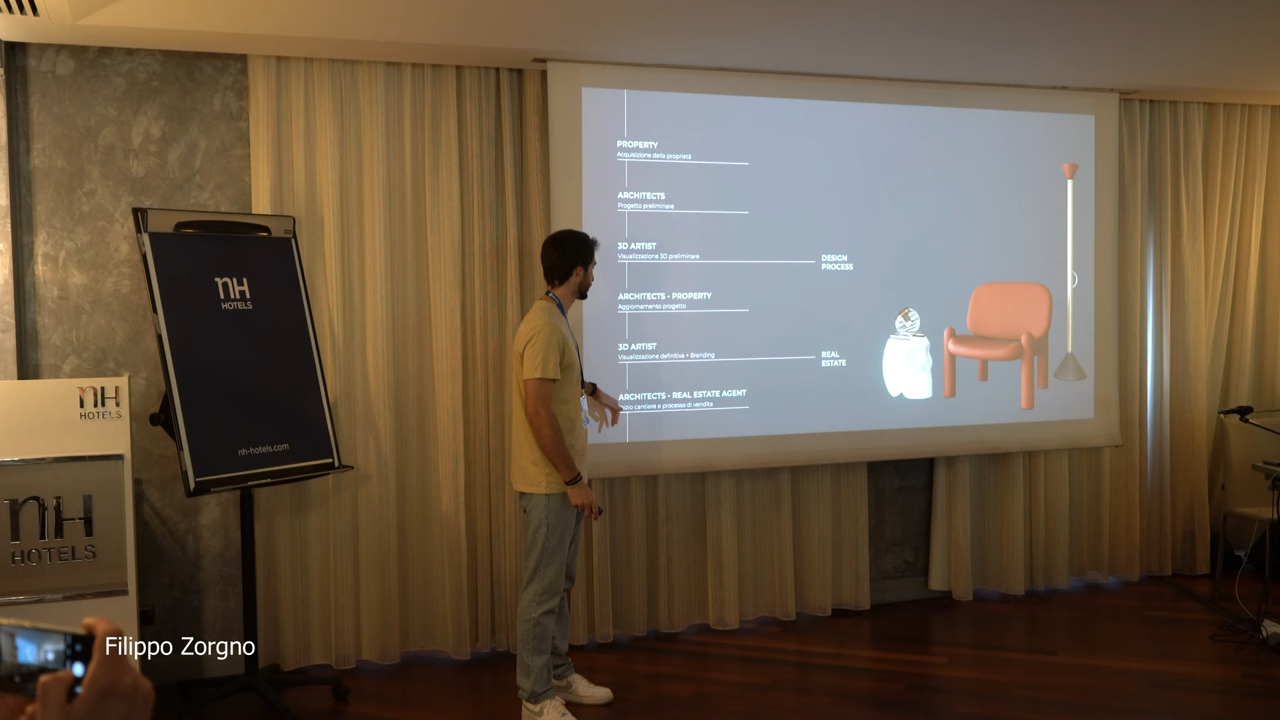 nH
HOTELS
nh-hotels.com
nH
HOTELS
nH
HOTELS
Filippo Zorgno
PROPERTY
Acquisizione della proprietà
ARCHITECTS
Progetto preliminare
3D ARTIST
Visualizzazione 3D preliminare
DESIGN
PROCESS
ARCHITECTS - PROPERTY
Aggiornamento progetto
3D ARTIST
Visualizzazione definitiva + Branding
REAL
ESTATE
ARCHITECTS - REAL ESTATE AGENT
Inizio cantiere e processo di vendita